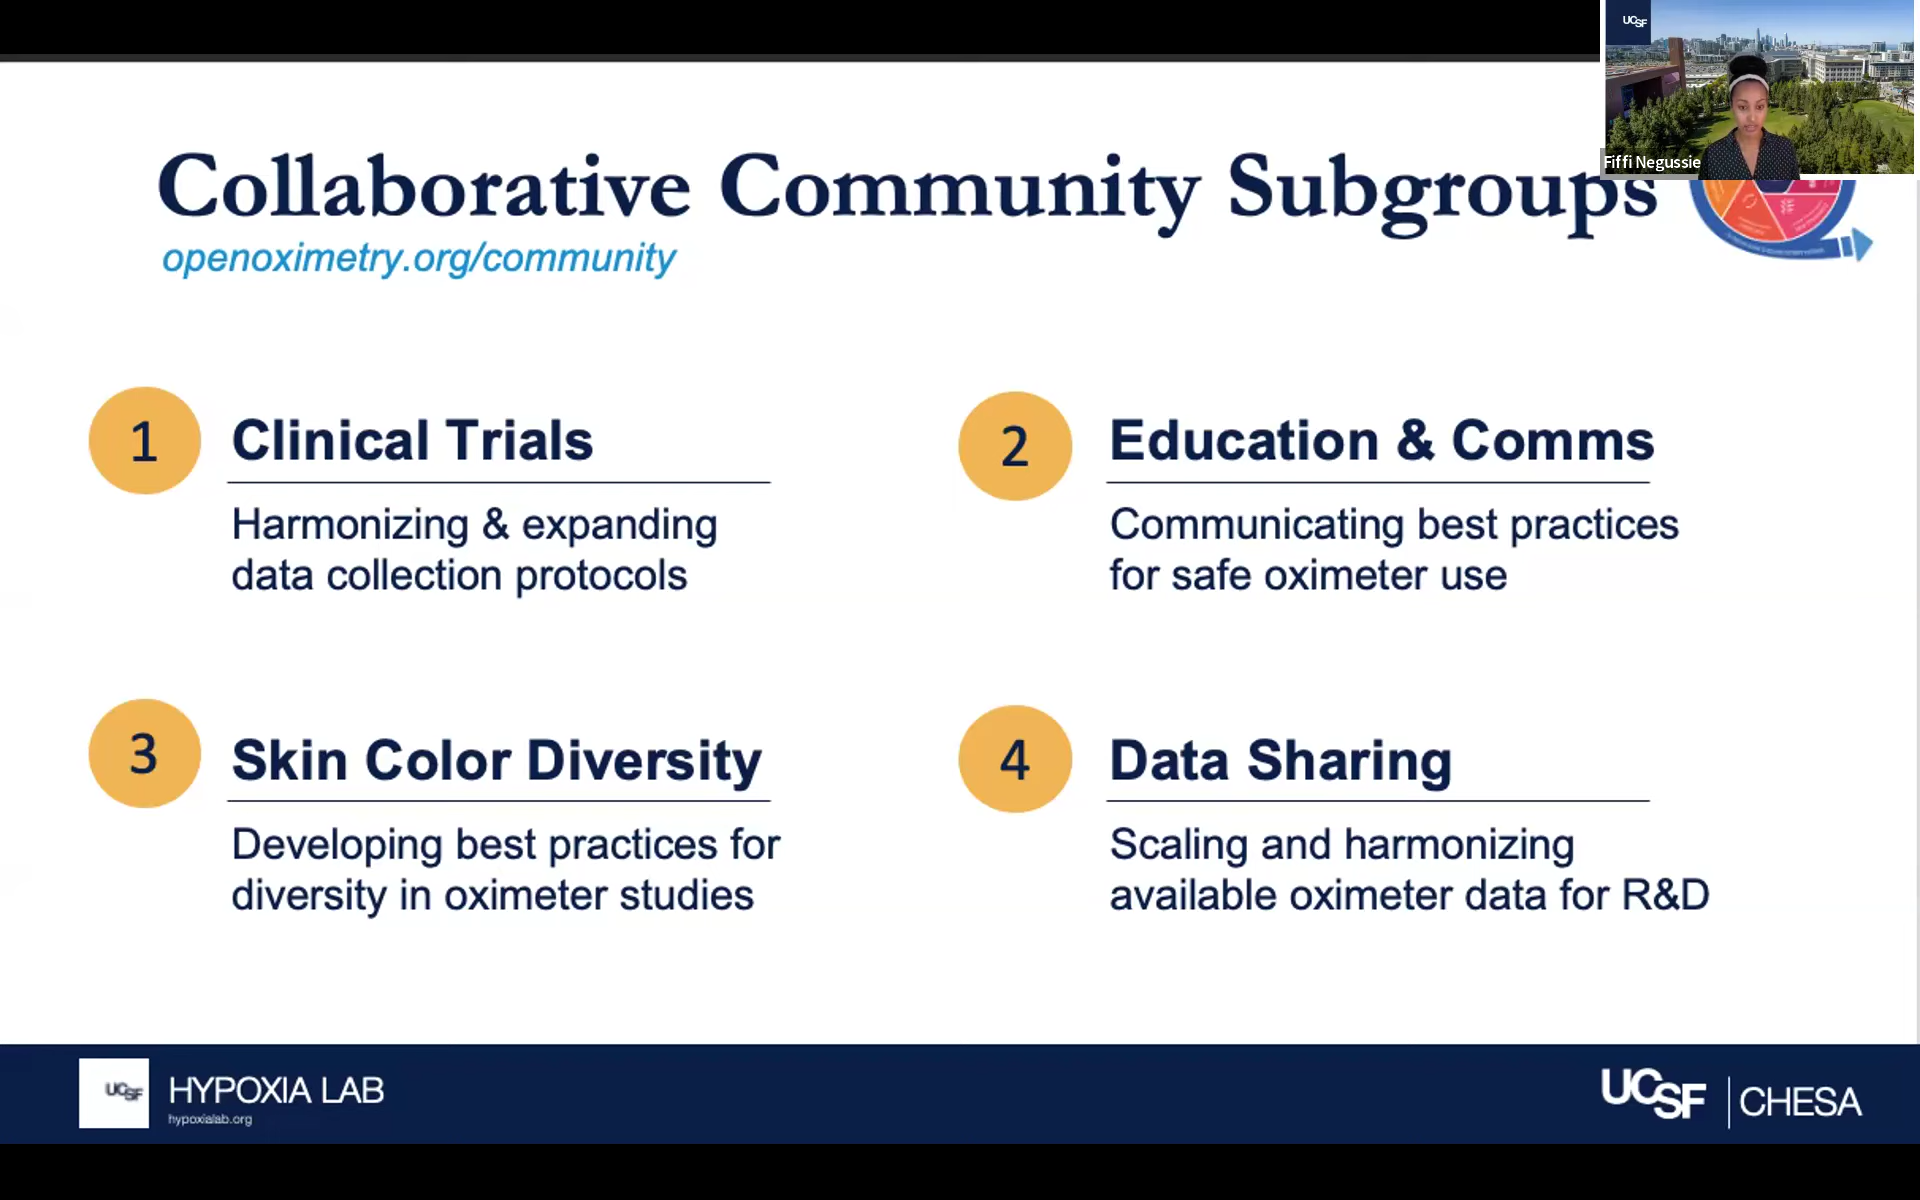 UCSF
Fiffi Negussie
Collaborative Community Subgroups
openoximetry.org/community
1
Clinical Trials
Harmonizing & expanding
data collection protocols
2
Education & Comms
Communicating best practices
for safe oximeter use
3
Skin Color Diversity
Developing best practices for
diversity in oximeter studies
4
Data Sharing
Scaling and harmonizing
available oximeter data for R&D
UCSF
HYPOXIA LAB
hypoxialab.org
UCSF
CHESA